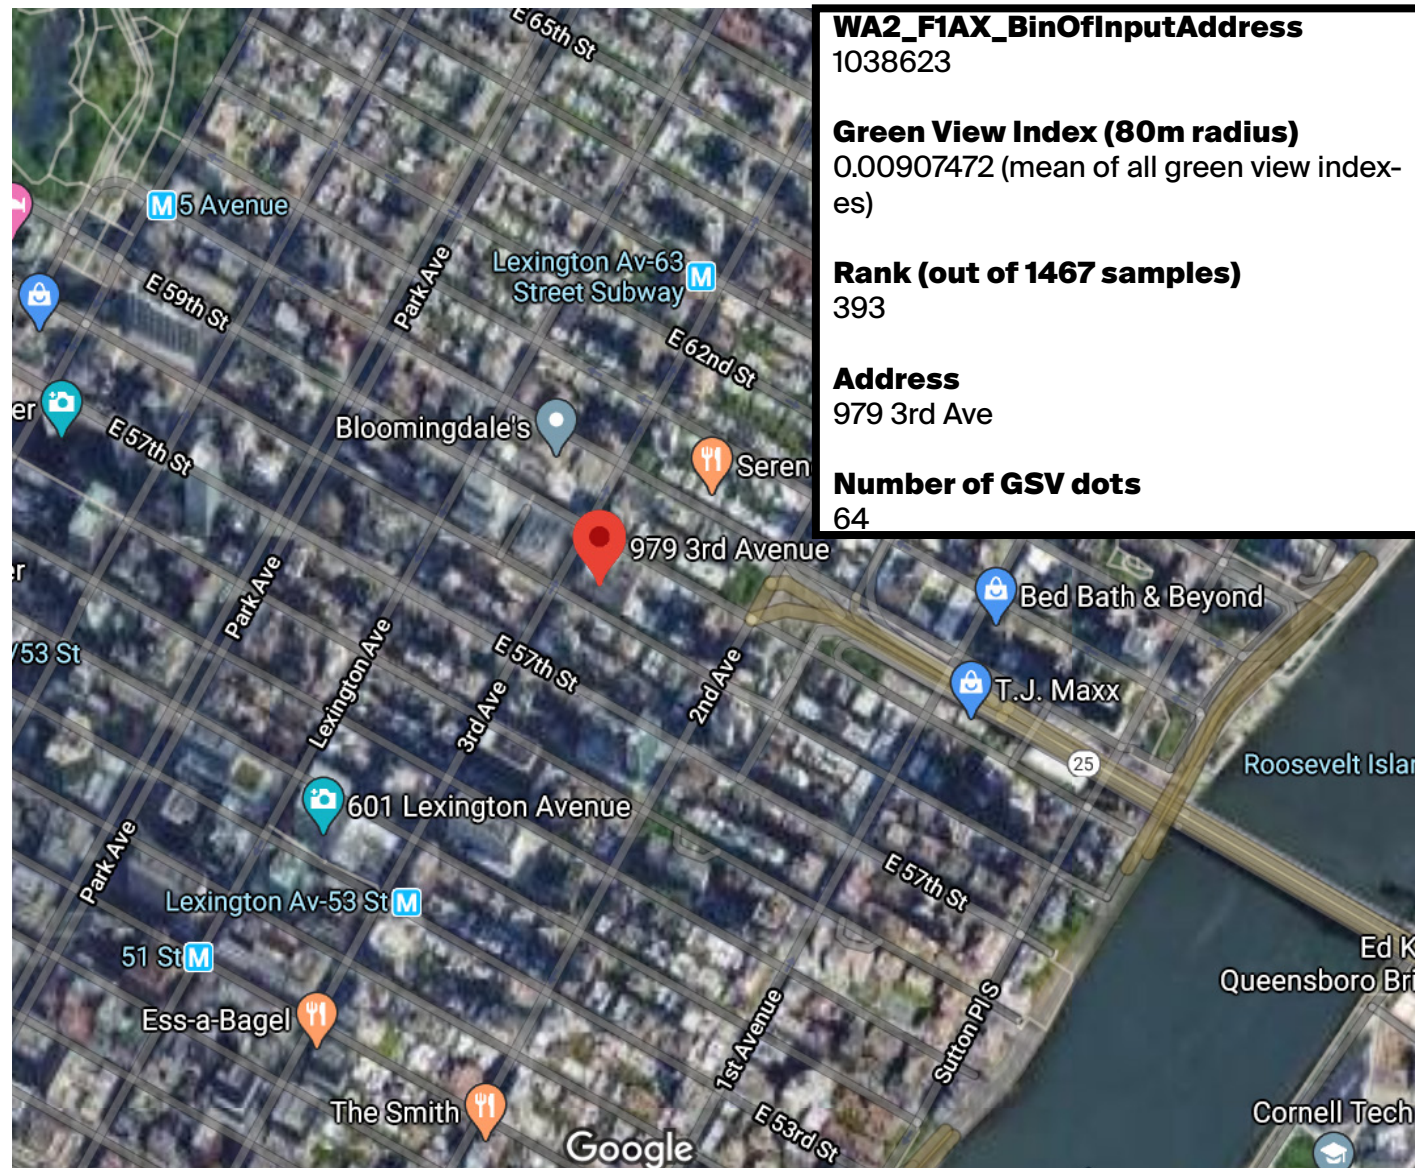 E 65th St
WA2_F1AX_BinOfInputAddress
1038623
Green View Index (80m radius)
0.00907472 (mean of all green view index-
es)
Rank (out of 1467 samples)
393
Address
979 3rd Ave
Number of GSV dots
64
5 Avenue
M
Lexington Av-63
Street Subway
M
Park Ave
E 59th St
E 62nd St
er
Bloomingdale's
E 57th St
Seren
979 3rd Avenue
er
Park Ave
Bed Bath & Beyond
/53 St
Lexington Ave
E 57th St
3rd Ave
2nd Ave
T.J. Maxx
25
Roosevelt Islar
601 Lexington Avenue
Park Ave
E 57th St
Lexington Av-53 St
M
51 St
M
Ed K
Queensboro Bri
Ess-a-Bagel
1st Avenue
Sutton Pl S
The Smith
E 53rd St
Cornell Tech
Google